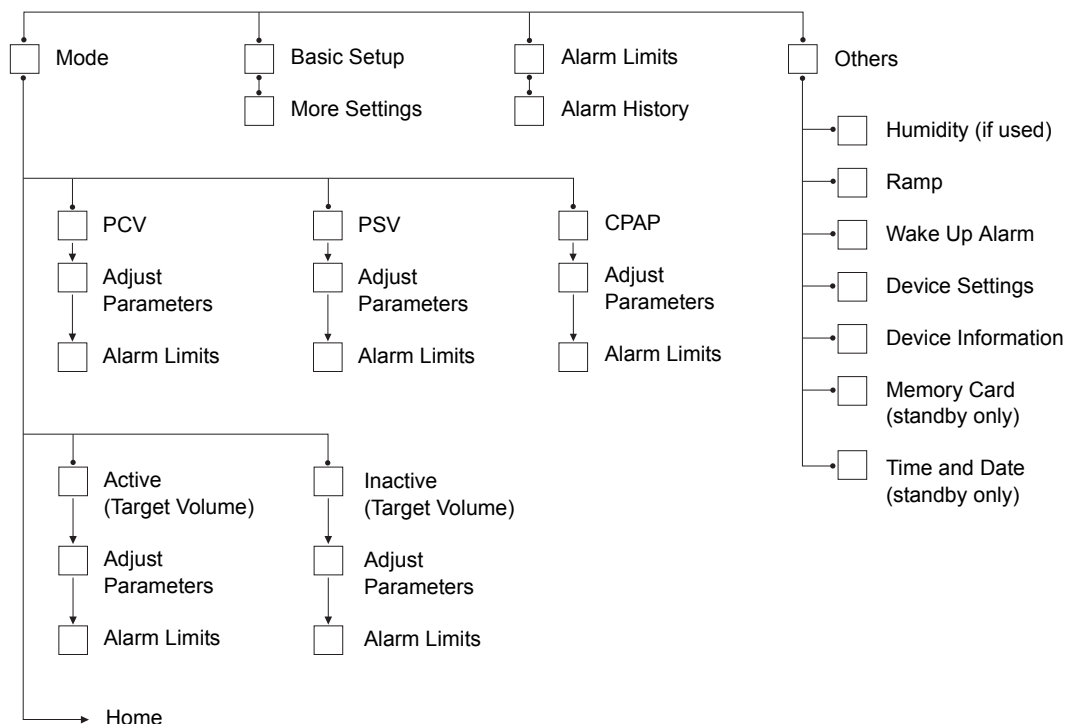 Mode
Basic Setup
Alarm Limits
Others
More Settings
Alarm History
Humidity (if used)
Ramp
Wake Up Alarm
Device Settings
Device Information
Memory Card
(standby only)
Time and Date
(standby only)
PCV
PSV
CPAP
Adjust
Parameters
Adjust
Parameters
Adjust
Parameters
Alarm Limits
Alarm Limits
Alarm Limits
Active
(Target Volume)
Inactive
(Target Volume)
Adjust
Parameters
Adjust
Parameters
Alarm Limits
Alarm Limits
Home